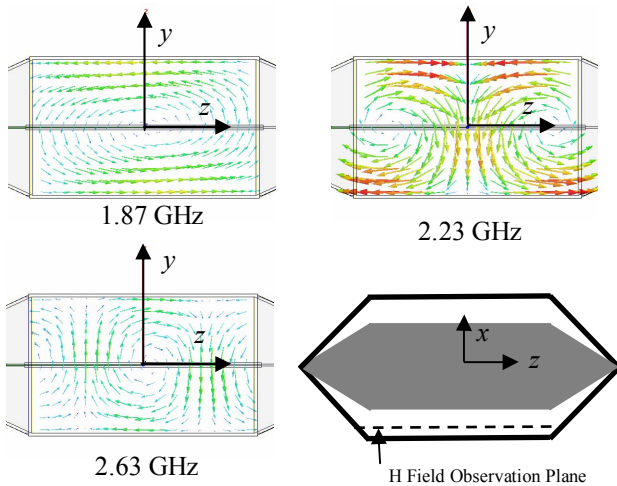 y
z
1.87 GHz
y
z
2.23 GHz
y
z
2.63 GHz
x
z
H Field Observation Plane